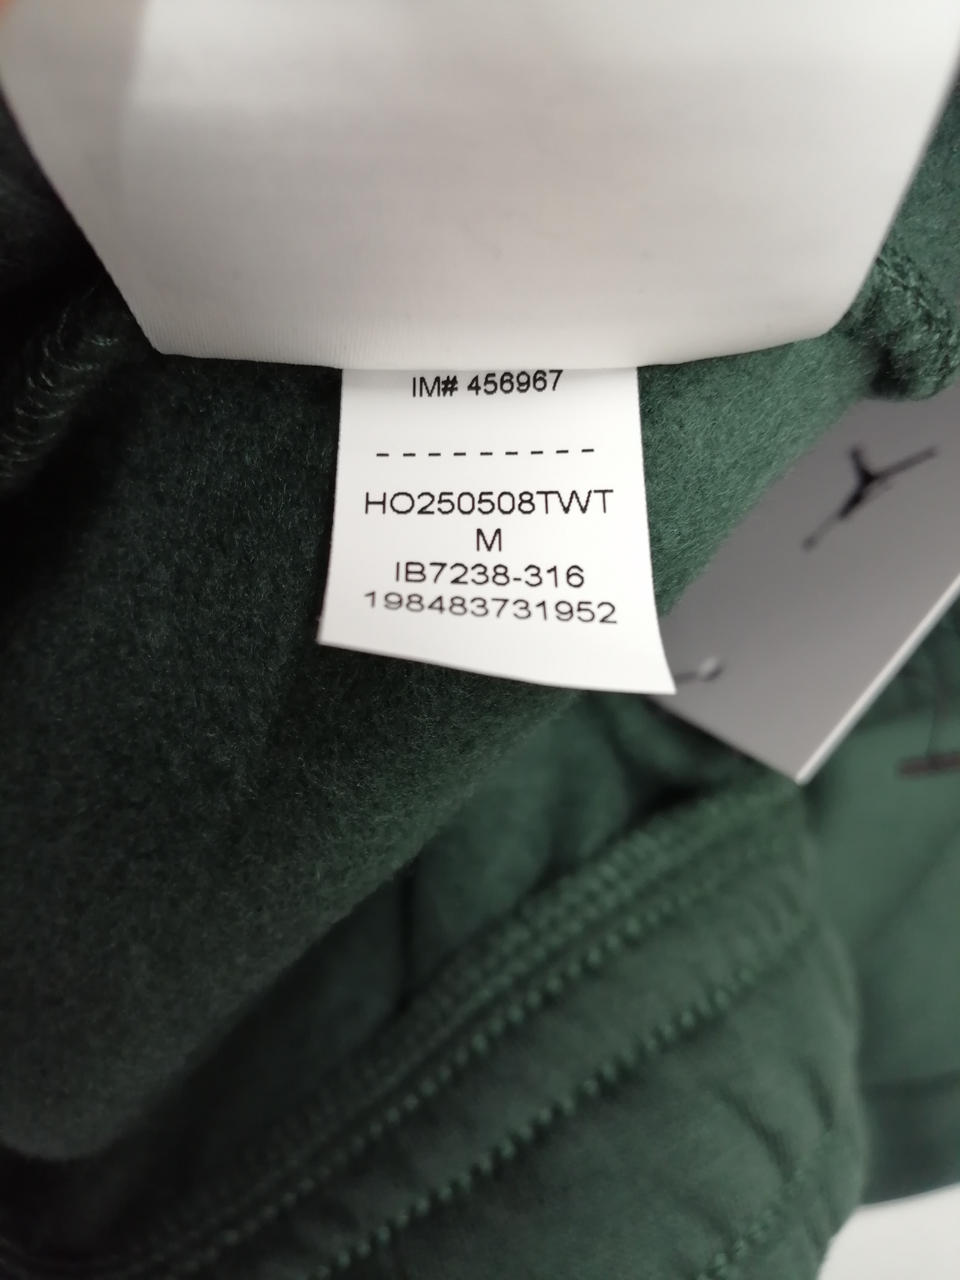 IM# 456967
- - - - - - - - -
HO250508TWT
M
IB7238-316
198483731952